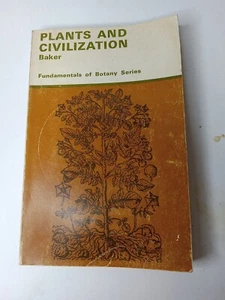 PLANTS AND
CIVILIZATION
Baker
Fundamentals of Botany Series